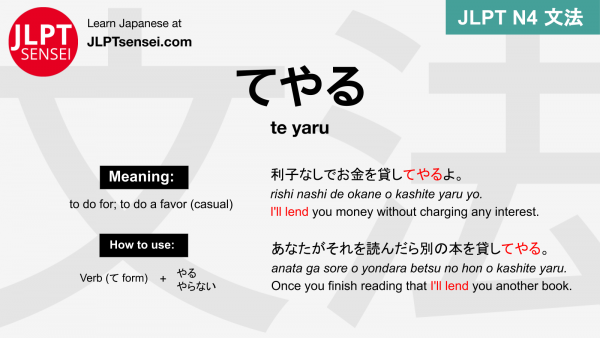 JLPT
SENSEI
Learn Japanese at
JLPTsensei.com
JLPT N4 文法
文法
てやる
te yaru
Meaning:
to do for; to do a favor (casual)
How to use:
Verb (て form) + やる
やらない
利子なしでお金を貸してやるよ。
rishi nashi de okane o kashite yaru yo.
I'll lend you money without charging any interest.
あなたがそれを読んだら別の本を貸してやる。
anata ga sore o yondara betsu no hon o kashite yaru.
Once you finish reading that I'll lend you another book.